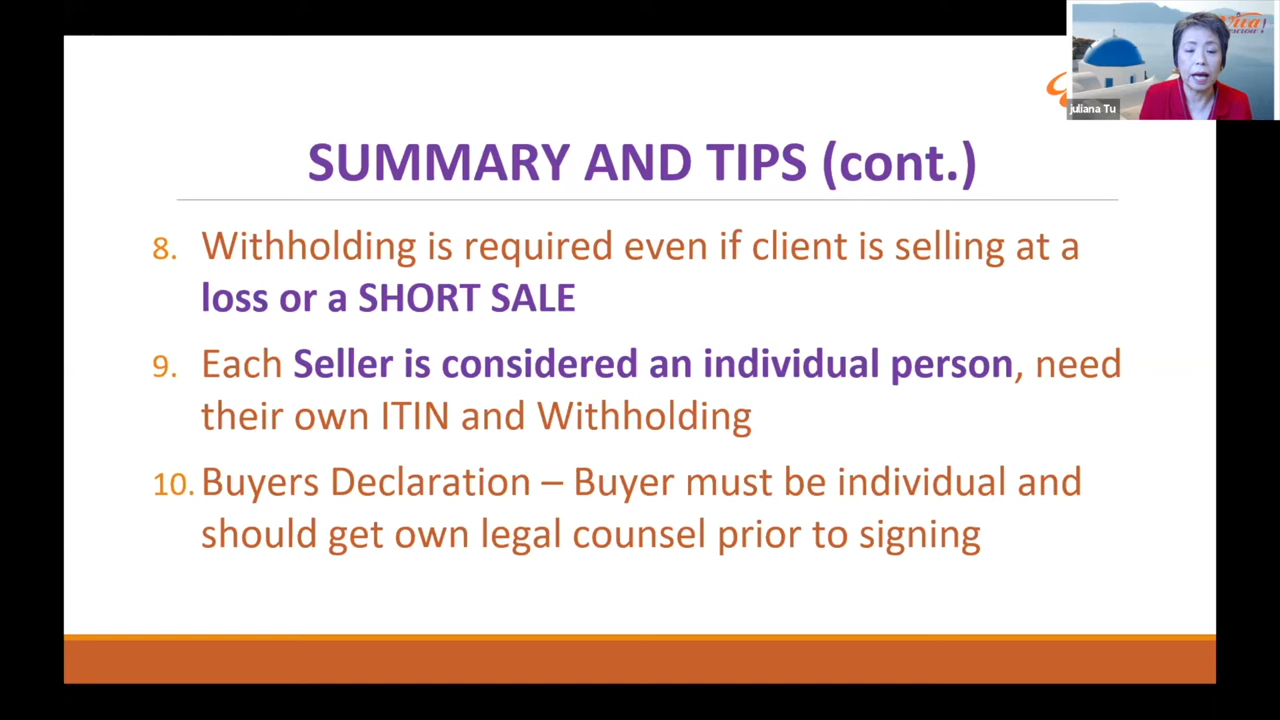 Vita
juliana Tu
SUMMARY AND TIPS (cont.)
8. Withholding is required even if client is selling at a
loss or a SHORT SALE
9. Each Seller is considered an individual person, need
their own ITIN and Withholding
10. Buyers Declaration – Buyer must be individual and
should get own legal counsel prior to signing